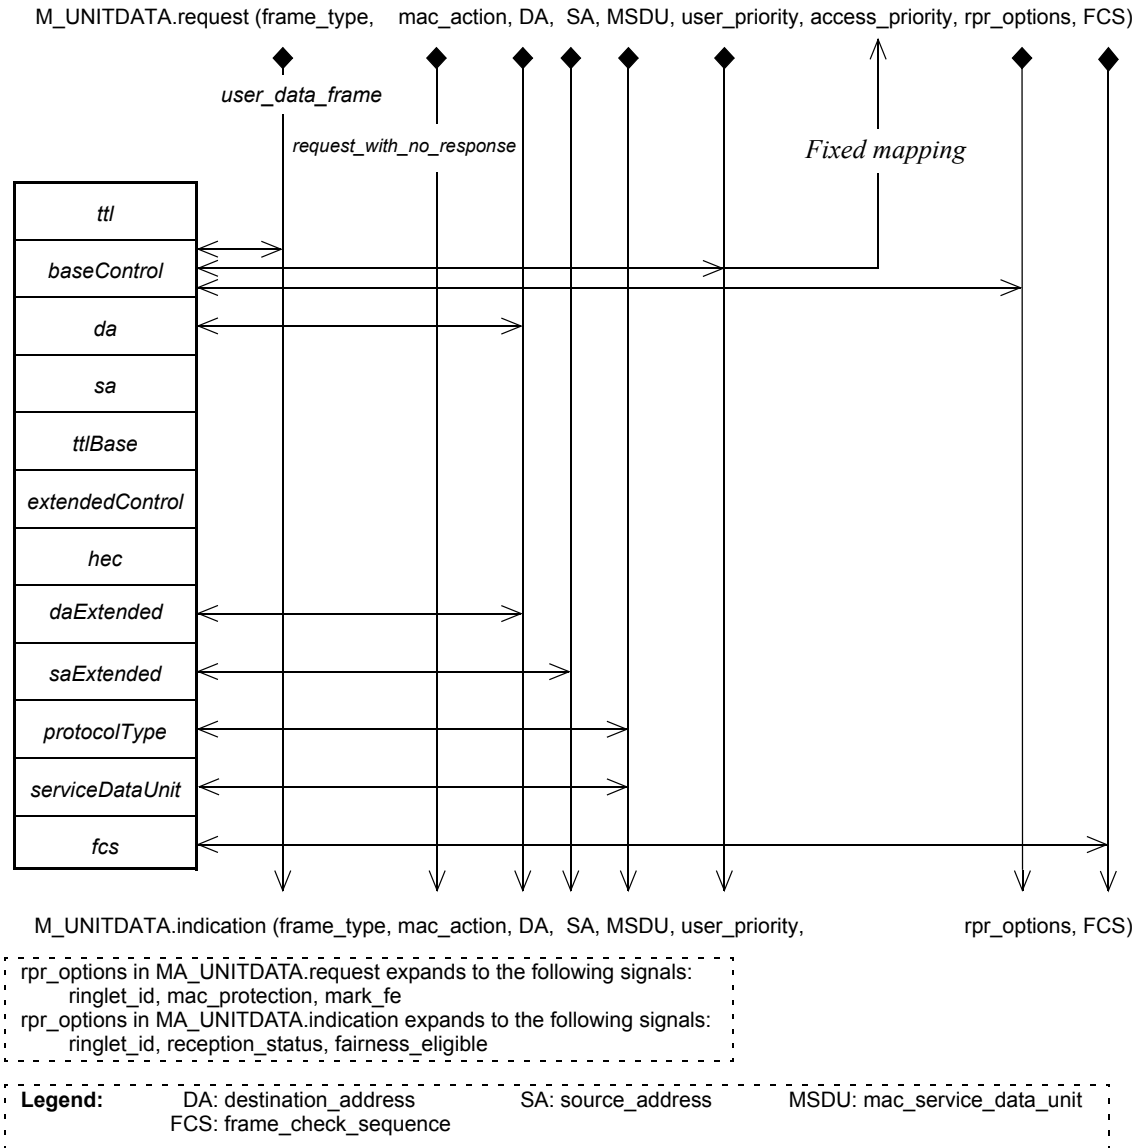 M_UNITDATA.request (frame_type, mac_action, DA, SA, MSDU, user_priority, access_priority, rpr_options, FCS)
user_data_frame
request_with_no_response
Fixed mapping
ttl
baseControl
da
sa
ttlBase
extendedControl
hec
daExtended
saExtended
protocolType
serviceDataUnit
fcs
M_UNITDATA.indication (frame_type, mac_action, DA, SA, MSDU, user_priority, rpr_options, FCS)
rpr_options in MA_UNITDATA.request expands to the following signals:
ringlet_id, mac_protection, mark_fe
rpr_options in MA_UNITDATA.indication expands to the following signals:
ringlet_id, reception_status, fairness_eligible
Legend: DA: destination_address SA: source_address MSDU: mac_service_data_unit
FCS: frame_check_sequence